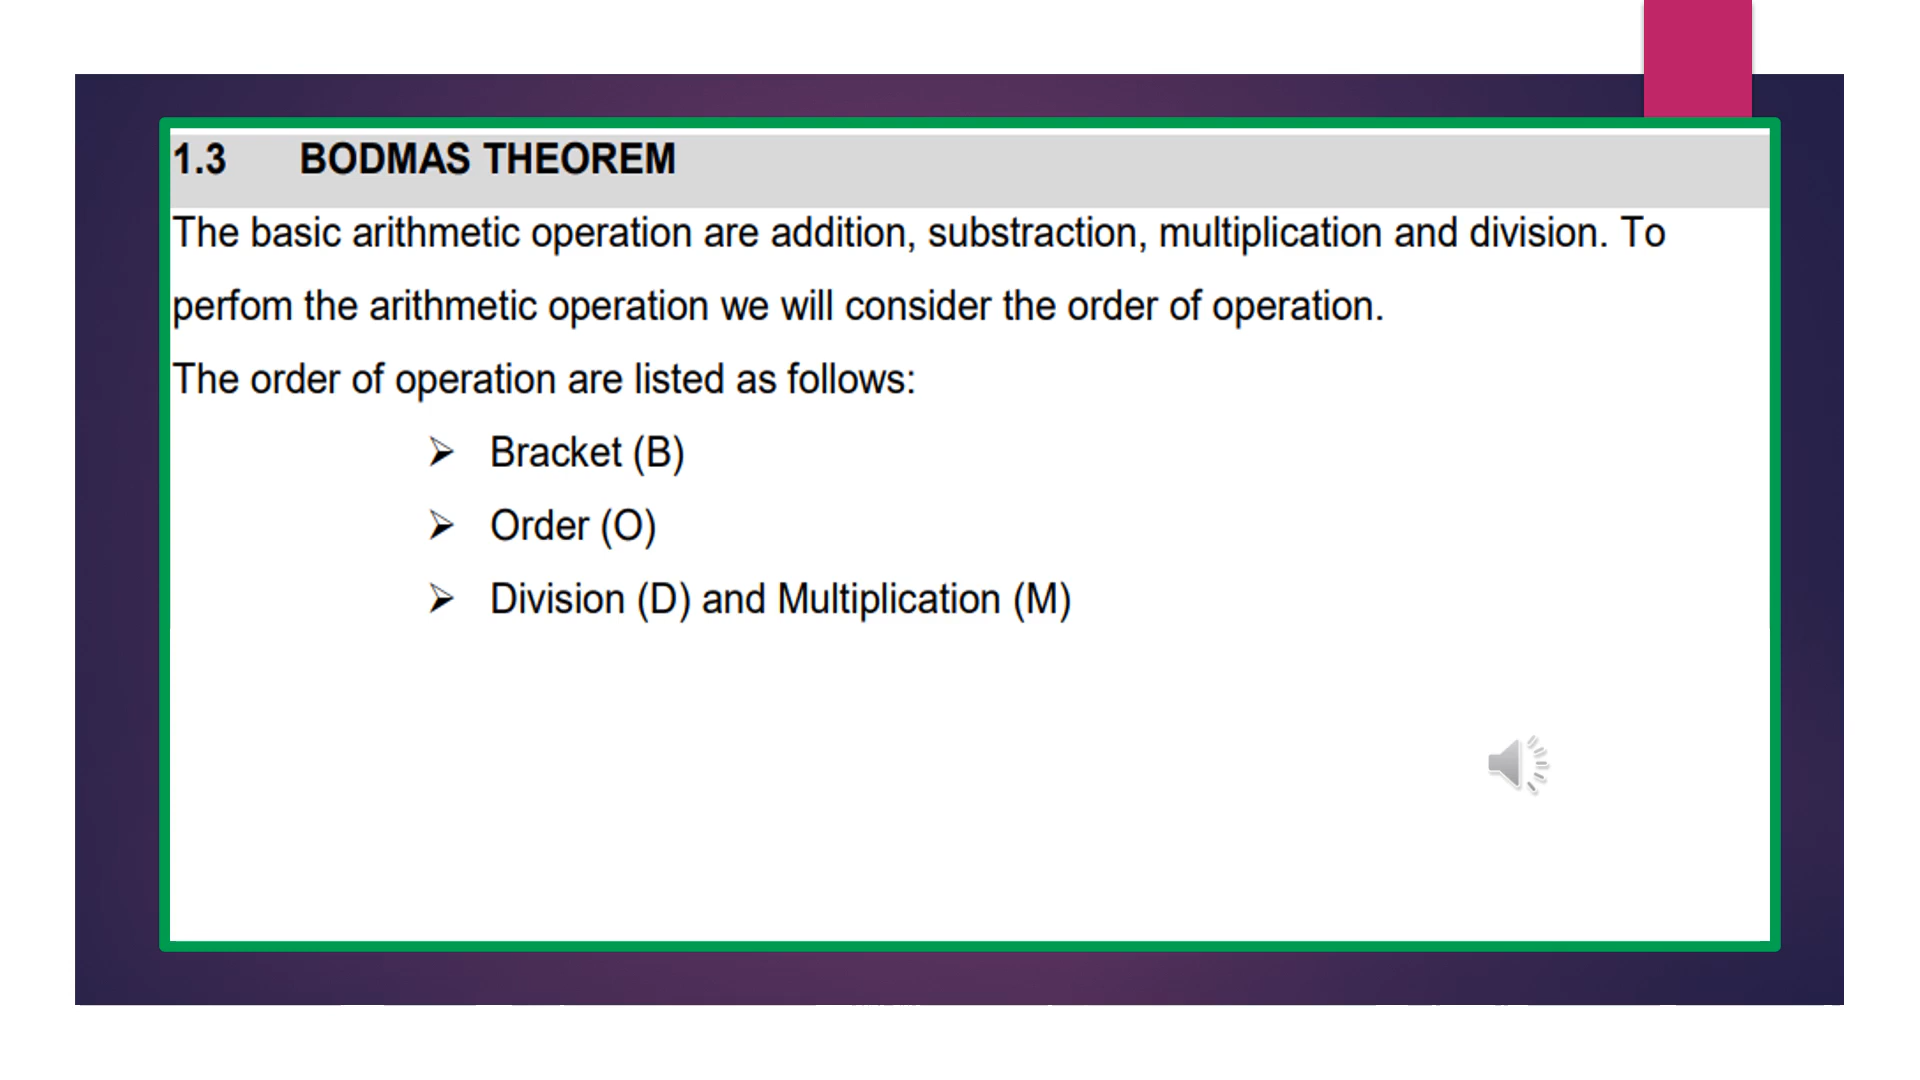 1.3 BODMAS THEOREM
The basic arithmetic operation are addition, substraction, multiplication and division. To
perfom the arithmetic operation we will consider the order of operation.
The order of operation are listed as follows:
➢ Bracket (B)
➢ Order (O)
➢ Division (D) and Multiplication (M)